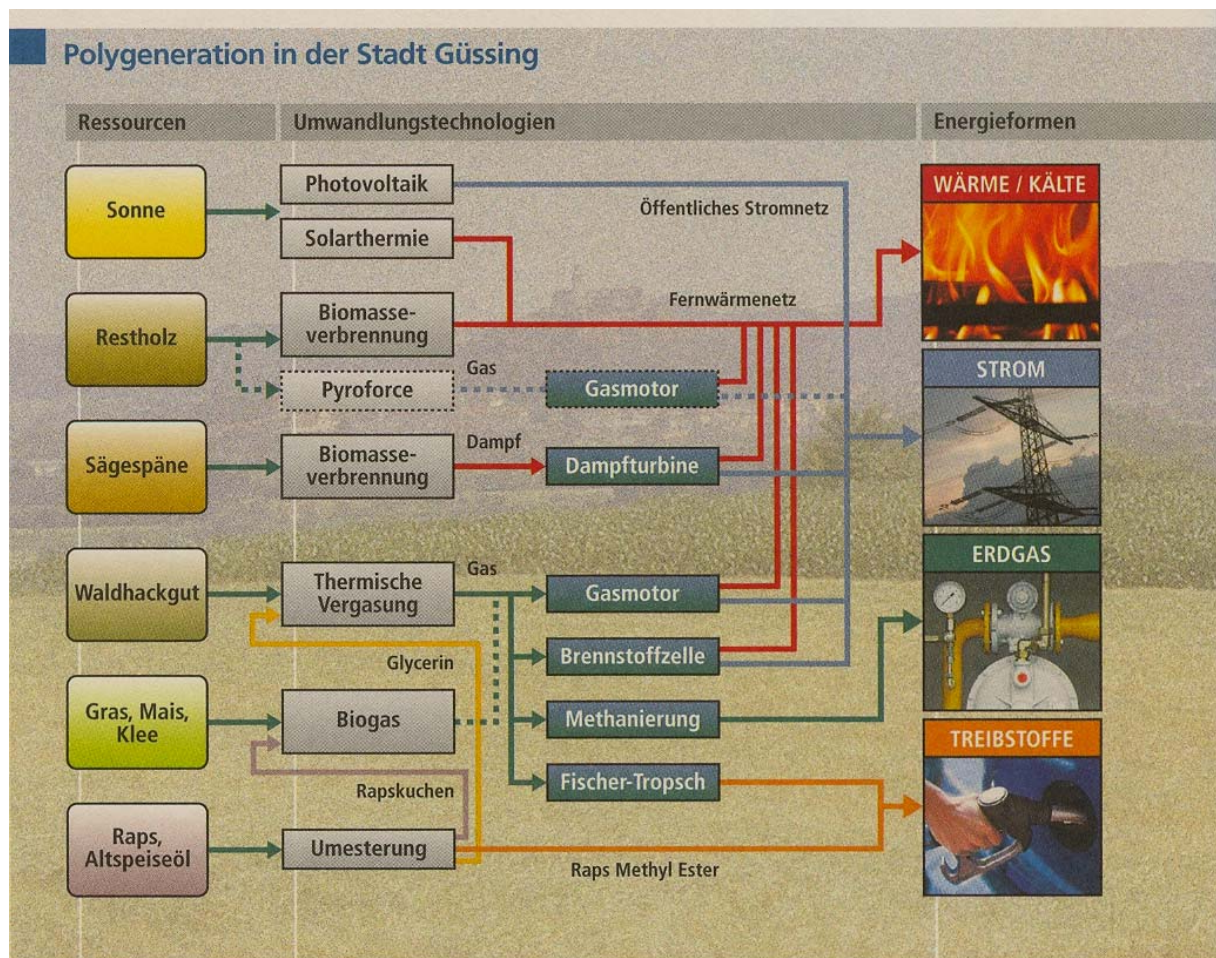 Polygeneration in der Stadt Güssing
Ressourcen
Umwandlungstechnologien
Energieformen
Sonne
Photovoltaik
Öffentliches Stromnetz
Solarthermie
WÄRME / KÄLTE
Fernwärmenetz
Restholz
Biomasse-
verbrennung
Gas
Pyroforce
Gasmotor
STROM
Sägespäne
Biomasse-
verbrennung
Dampf
Dampfturbine
Waldhackgut
Thermische
Vergasung
Gas
Gasmotor
ERDGAS
Glycerin
Brennstoffzelle
Gras, Mais,
Klee
Biogas
Methanierung
Rapskuchen
Fischer-Tropsch
TREIBSTOFFE
Raps,
Altspeiseöl
Umesterung
Raps Methyl Ester